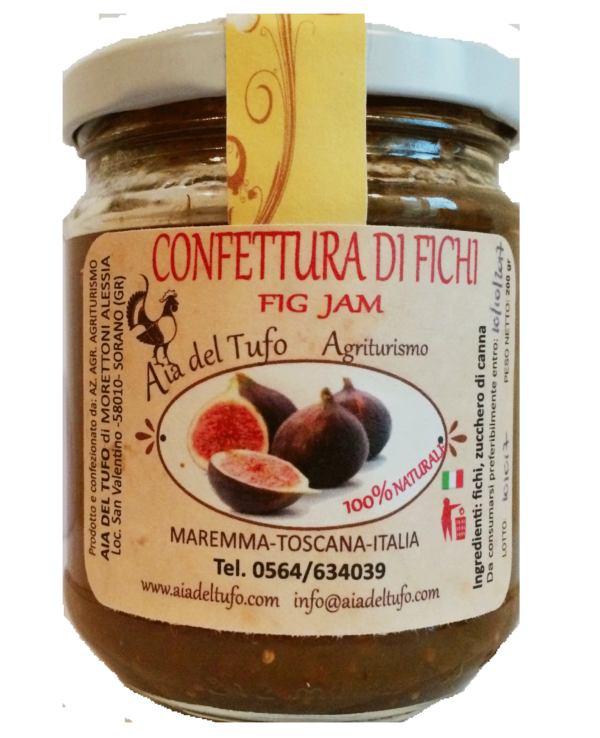 CONFETTURA DI FICHI
FIG JAM
Aia del Tufo Agriturismo
100% NATURALE
MAREMMA-TOSCANA-ITALIA
Tel. 0564/634039
www.aiadeltufo.com info@aiadeltufo.com
Prodotto e confezionato da: AZ. AGR. AGRITURISMO
AIA DEL TUFO di MORETTONI ALESSIA
Loc. San Valentino -58010- SORANO (GR)
Ingredienti: fichi, zucchero di canna
Da consumarsi preferibilmente entro:
LOTTO PESO NETTO: 200 gr